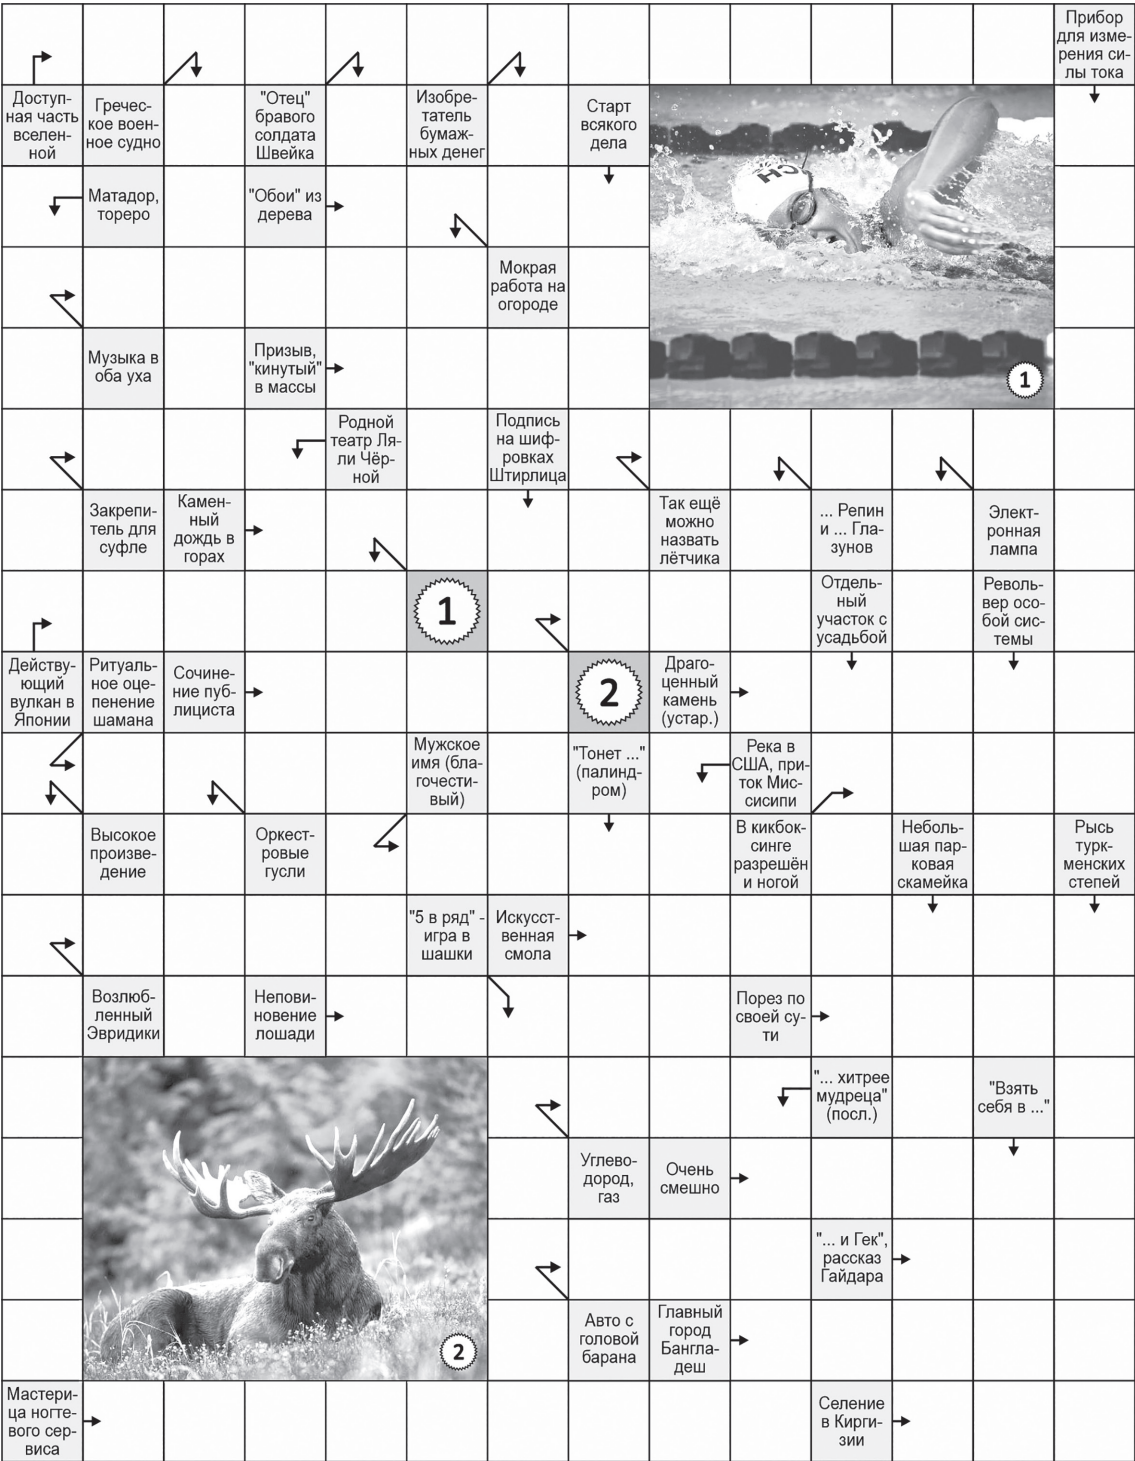 Прибор
для изме-
рения си-
лы тока
Доступ-
ная часть
вселен-
ной
Гречес-
кое воен-
ное судно
"Отец"
бравого
солдата
Швейка
Изобре-
татель
бумаж-
ных денег
Старт
всякого
дела
Матадор,
тореро
"Обои" из
дерева
CH
Мокрая
работа на
огороде
Музыка в
оба уха
Призыв,
"кинутый"
в массы
1
Родной
театр Ля-
ли Чёр-
ной
Подпись
на шиф-
ровках
Штирлица
Закрепи-
тель для
суфле
Камен-
ный
дождь в
горах
Так ещё
можно
назвать
лётчика
... Репин
и ... Гла-
зунов
Элект-
ронная
лампа
1
Отдель-
ный
участок с
усадьбой
Револь-
вер осо-
бой сис-
темы
Действу-
ющий
вулкан в
Японии
Ритуаль-
ное оце-
пенение
шамана
Сочине-
ние пуб-
лициста
2
Драго-
ценный
камень
(устар.)
Мужское
имя (бла-
гочести-
вый)
"Тонет ..."
(палинд-
ром)
Река в
США, при-
ток Мис-
сисипи
Высокое
произве-
дение
Оркест-
ровые
гусли
В кикбок-
синге
разрешён
и ногой
Неболь-
шая пар-
ковая
скамейка
Рысь
турк-
менских
степей
"5 в ряд" -
игра в
шашки
Искусст-
венная
смола
Возлюб-
ленный
Эвридики
Непови-
новение
лошади
Порез по
своей су-
ти
"... хитрее
мудреца"
(посл.)
"Взять
себя в ..."
Углево-
дород,
газ
Очень
смешно
"... и Гек",
рассказ
Гайдара
2
Авто с
головой
барана
Главный
город
Бангла-
деш
Мастери-
ца ногте-
вого сер-
виса
Селение
в Кирги-
зии